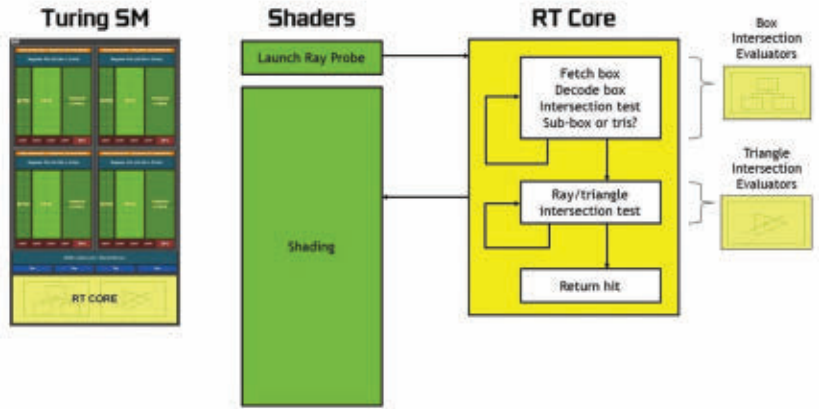 Turing SM
Shaders
RT Core
RT CORE
Launch Ray Probe
Shading
Fetch box
Decode box
Intersection test
Sub-box or tris?
Ray/triangle
intersection test
Return hit
Box
Intersection
Evaluators
Triangle
Intersection
Evaluators